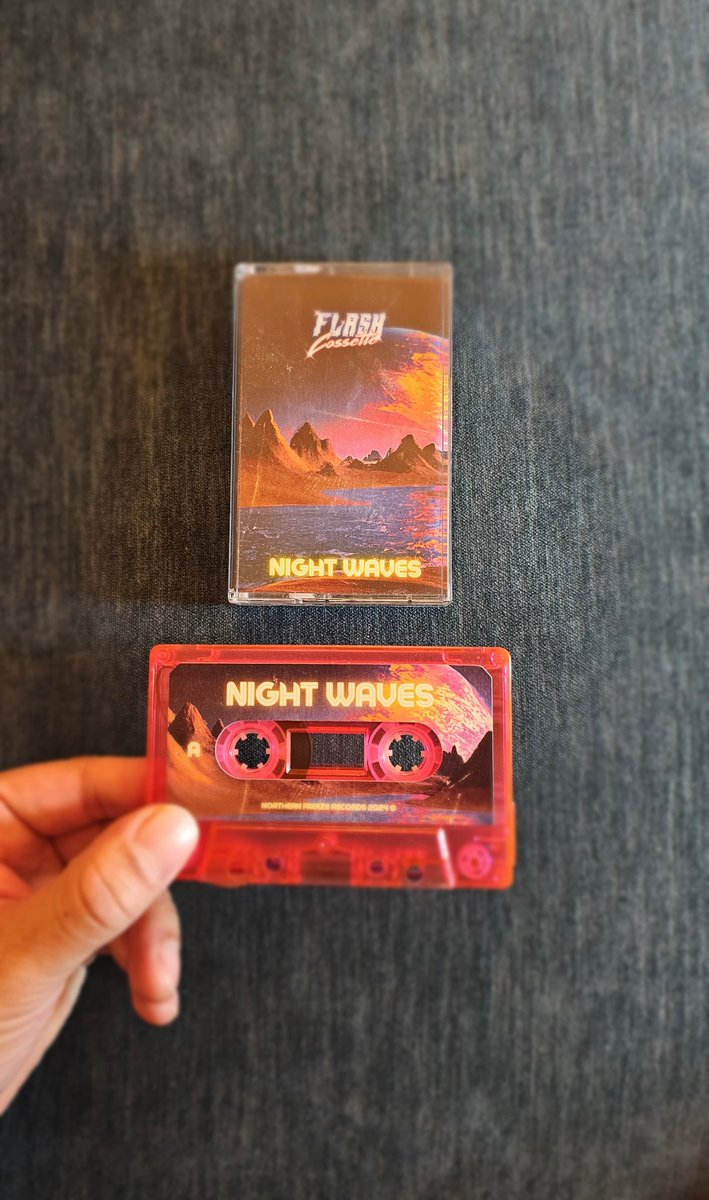 FLASH
Cassette
NIGHT WAVES
NIGHT WAVES
A
NORTHERN FREEZE RECORDS 2024 ©